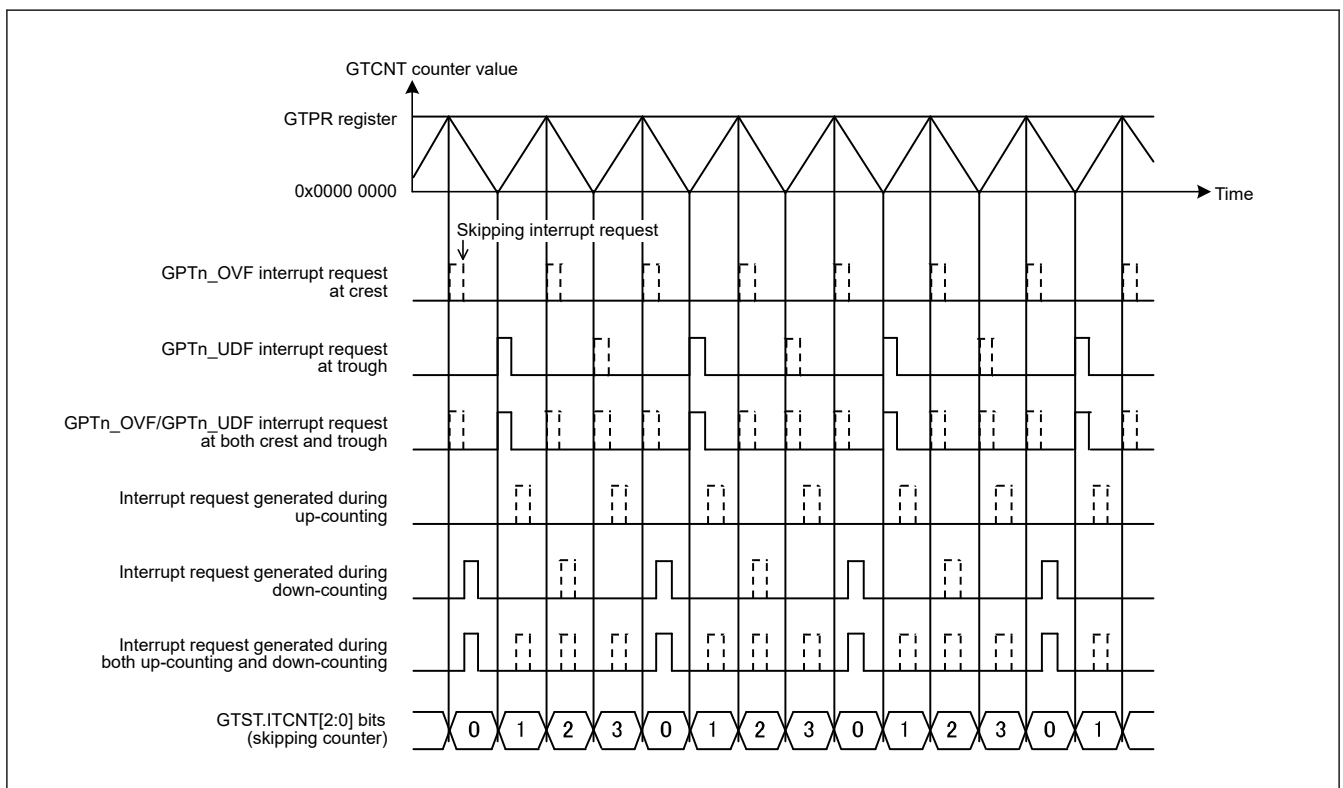 GTCNT counter value
GTPR register
0x0000 0000
Time
Skipping interrupt request
GPTn_OVF interrupt request
at crest
GPTn_UDF interrupt request
at trough
GPTn_OVF/GPTn_UDF interrupt request
at both crest and trough
Interrupt request generated during
up-counting
Interrupt request generated during
down-counting
Interrupt request generated during
both up-counting and down-counting
GTST.ITCNT[2:0] bits
(skipping counter)
0 1 2 3 0 1 2 3 0 1 2 3 0 1